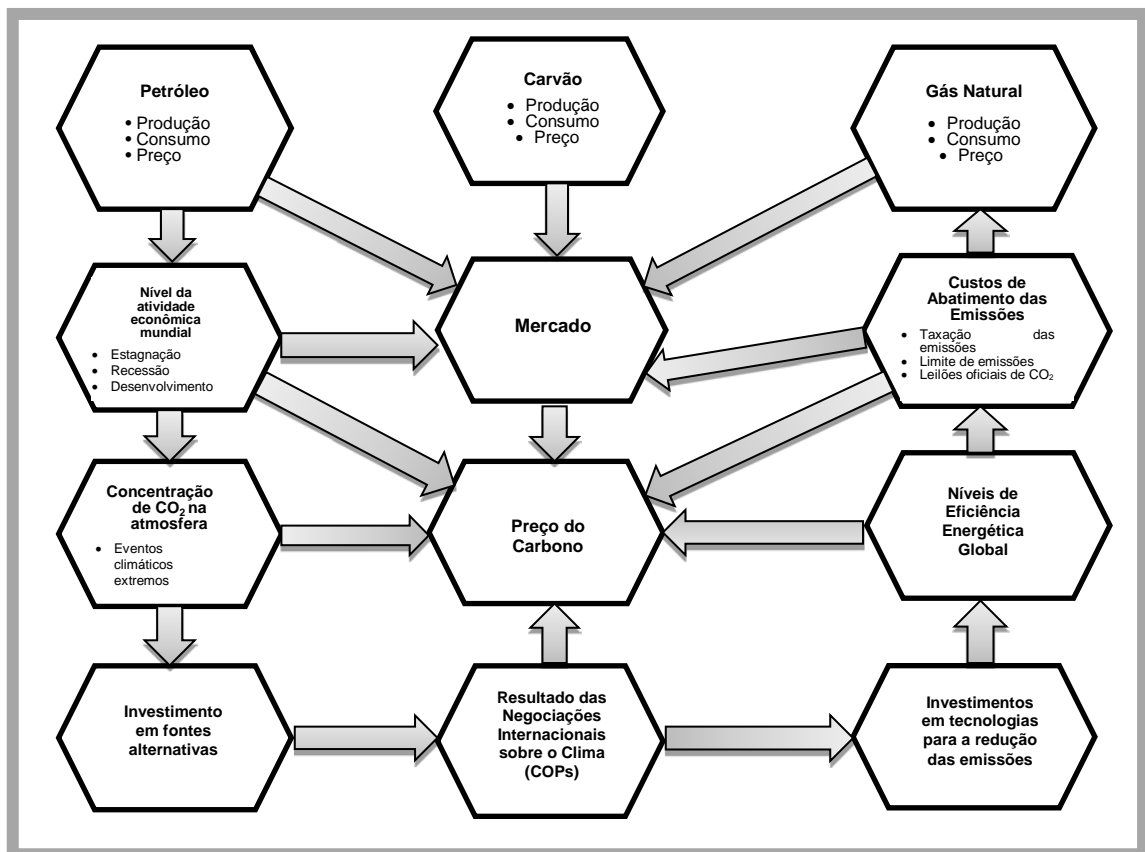 Petróleo
• Produção
• Consumo
• Preço
Carvão
• Produção
• Consumo
• Preço
Gás Natural
• Produção
• Consumo
• Preço
Nível da
atividade
econômica
mundial
• Estagnação
• Recessão
• Desenvolvimento
Mercado
Custos de
Abatimento das
Emissões
• Taxação das
emissões
• Limite de emissões
• Leilões oficiais de CO₂
Concentração
de CO₂ na
atmosfera
• Eventos
climáticos
extremos
Preço do
Carbono
Níveis de
Eficiência
Energética
Global
Investimento
em fontes
alternativas
Resultado das
Negociações
Internacionais
sobre o Clima
(COPs)
Investimentos
em tecnologias
para a redução
das emissões